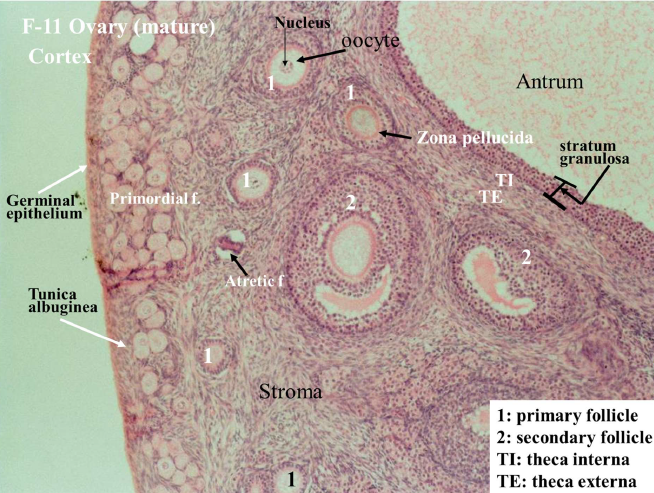 F-11 Ovary (mature)
Cortex
Nucleus
oocyte
1
1
Antrum
Zona pellucida
stratum
granulosa
Germinal
epithelium
Primordial f.
1
2
TI
TE
Atretic f
2
Tunica
albuginea
1
Stroma
1
1: primary follicle
2: secondary follicle
TI: theca interna
TE: theca externa